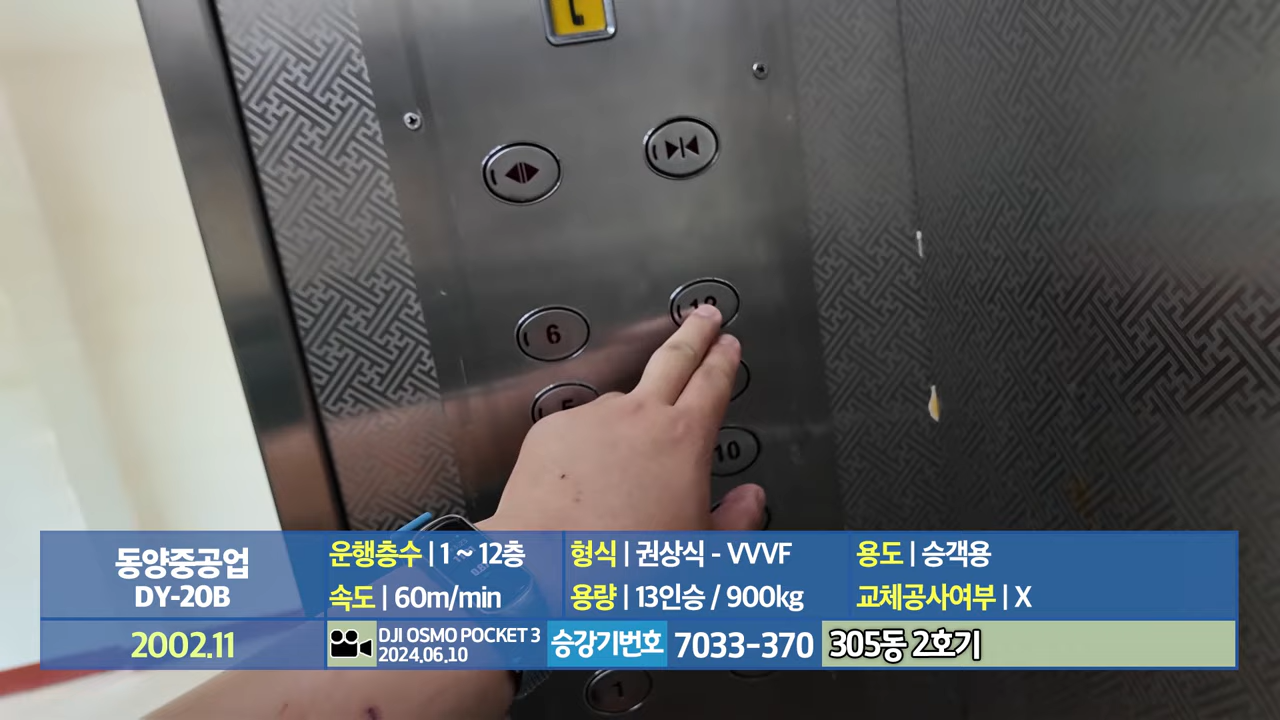 6
10
1
동양중공업
DY-20B
운행층수 | 1 ~ 12층
형식 | 권상식 - VVVF
용도 | 승객용
속도 | 60m/min
용량 | 13인승 / 900kg
교체공사여부 | X
2002.11
DJI OSMO POCKET 3
2024.06.10
승강기번호
7033-370
305동 2호기